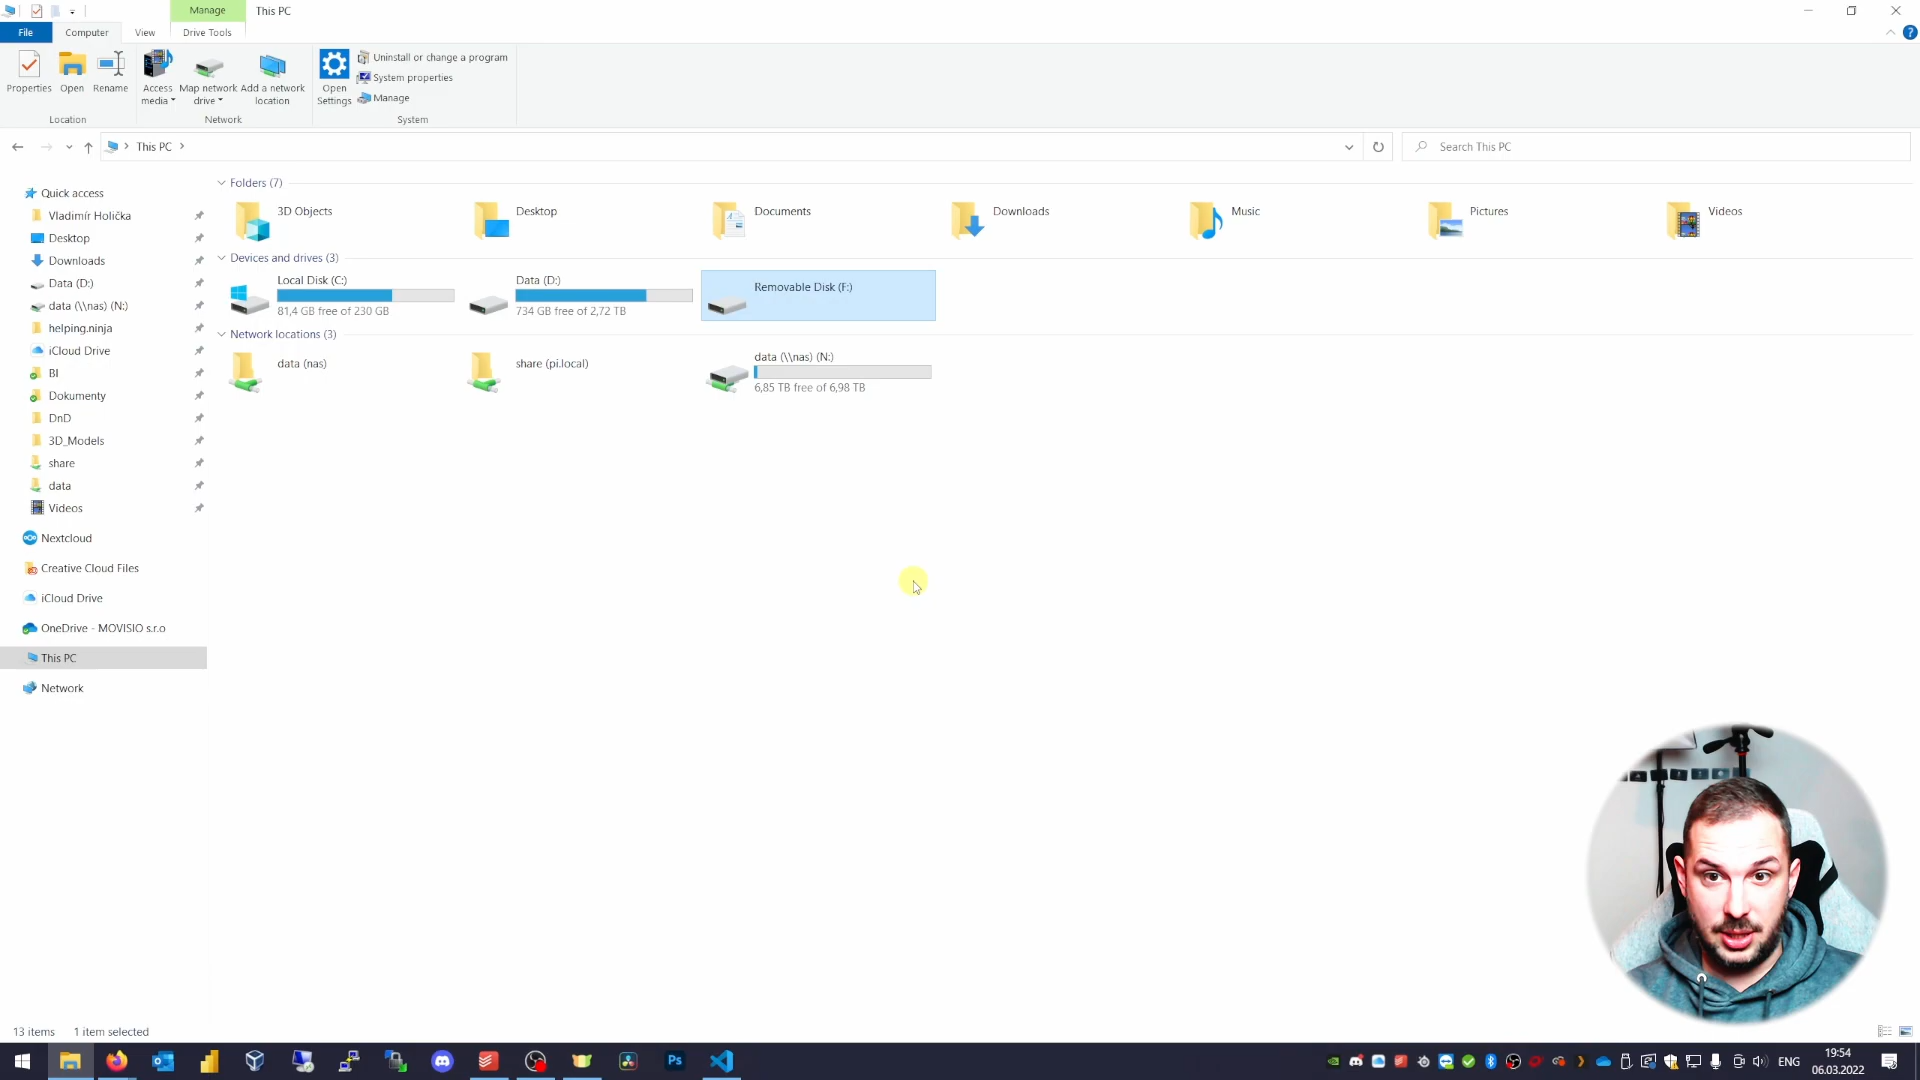 Manage
This PC
File
Computer
View
Drive Tools
Properties
Open
Rename
Access media
Map network drive
Add a network location
Open Settings
Uninstall or change a program
System properties
Manage
Location
Network
System
This PC
Search This PC
Quick access
Vladimír Holička
Desktop
Downloads
Data (D:)
data (\\nas) (N:)
helping.ninja
iCloud Drive
BI
Dokumenty
DnD
3D_Models
share
data
Videos
Nextcloud
Creative Cloud Files
iCloud Drive
OneDrive - MOVISIO s.r.o
This PC
Network
Folders (7)
3D Objects
Desktop
Documents
Downloads
Music
Pictures
Videos
Devices and drives (3)
Local Disk (C:)
81,4 GB free of 230 GB
Data (D:)
734 GB free of 2,72 TB
Removable Disk (F:)
Network locations (3)
data (nas)
share (pi.local)
data (\\nas) (N:)
6,85 TB free of 6,98 TB
13 items
1 item selected
Ps
ENG
19:54
06.03.2022